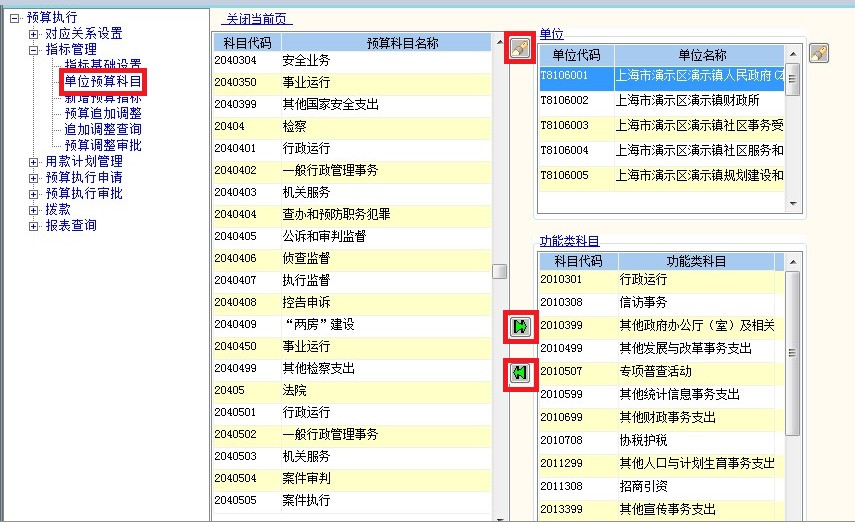 预算执行
对应关系设置
指标管理
指标基础设置
单位预算科目
新增预算指标
预算追加调整
追加调整查询
预算调整审批
用款计划管理
预算执行申请
预算执行审批
拨款
报表查询
关闭当前页
科目代码 预算科目名称
2040304 安全业务
2040350 事业运行
2040399 其他国家安全支出
20404 检察
2040401 行政运行
2040402 一般行政管理事务
2040403 机关服务
2040404 查办和预防职务犯罪
2040405 公诉和审判监督
2040406 侦查监督
2040407 执行监督
2040408 控告申诉
2040409 “两房”建设
2040450 事业运行
2040499 其他检察支出
20405 法院
2040501 行政运行
2040502 一般行政管理事务
2040503 机关服务
2040504 案件审判
2040505 案件执行
单位
单位代码 单位名称
T8106001 上海市演示区演示镇人民政府(本
T8106002 上海市演示区演示镇财政所
T8106003 上海市演示区演示镇社区事务受
T8106004 上海市演示区演示镇社区服务和
T8106005 上海市演示区演示镇规划建设和
功能类科目
科目代码 功能类科目
2010301 行政运行
2010308 信访事务
2010399 其他政府办公厅（室）及相关
2010499 其他发展与改革事务支出
2010507 专项普查活动
2010599 其他统计信息事务支出
2010699 其他财政事务支出
2010708 协税护税
2011299 其他人口与计划生育事务支出
2011308 招商引资
2013399 其他宣传事务支出